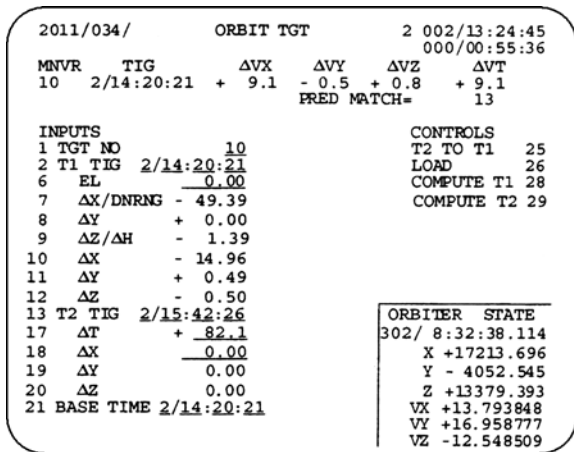 2011/034/ ORBIT TGT 2 002/13:24:45
000/00:55:36
MNVR TIG ΔVX ΔVY ΔVZ ΔVT
10 2/14:20:21 + 9.1 - 0.5 + 0.8 + 9.1
PRED MATCH= 13
INPUTS CONTROLS
1 TGT NO 10 T2 TO T1 25
2 T1 TIG 2/14:20:21 LOAD 26
6 EL 0.00 COMPUTE T1 28
7 ΔX/DNRNG - 49.39 COMPUTE T2 29
8 ΔY + 0.00
9 ΔZ/ΔH - 1.39
10 ΔX - 14.96
11 ΔY + 0.49
12 ΔZ - 0.50
13 T2 TIG 2/15:42:26 ORBITER STATE
17 ΔT + 82.1 302/ 8:32:38.114
18 ΔX 0.00 X +17213.696
19 ΔY 0.00 Y - 4052.545
20 ΔZ 0.00 Z +13379.393
21 BASE TIME 2/14:20:21 VX +13.793848
VY +16.958777
VZ -12.548509